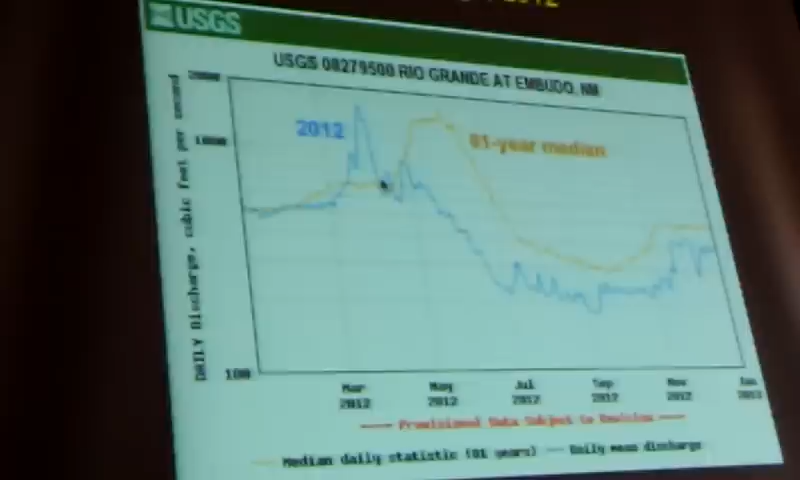 2012
USGS
USGS 08279500 RIO GRANDE AT EMBUDO, NM
2000
1000
100
DAILY Discharge, cubic feet per second
2012
81-year median
Mar May Jul Sep Nov Jan
2012 2012 2012 2012 2012 2013
Provisional Data Subject to Revision
Median daily statistic (81 years) Daily mean discharge